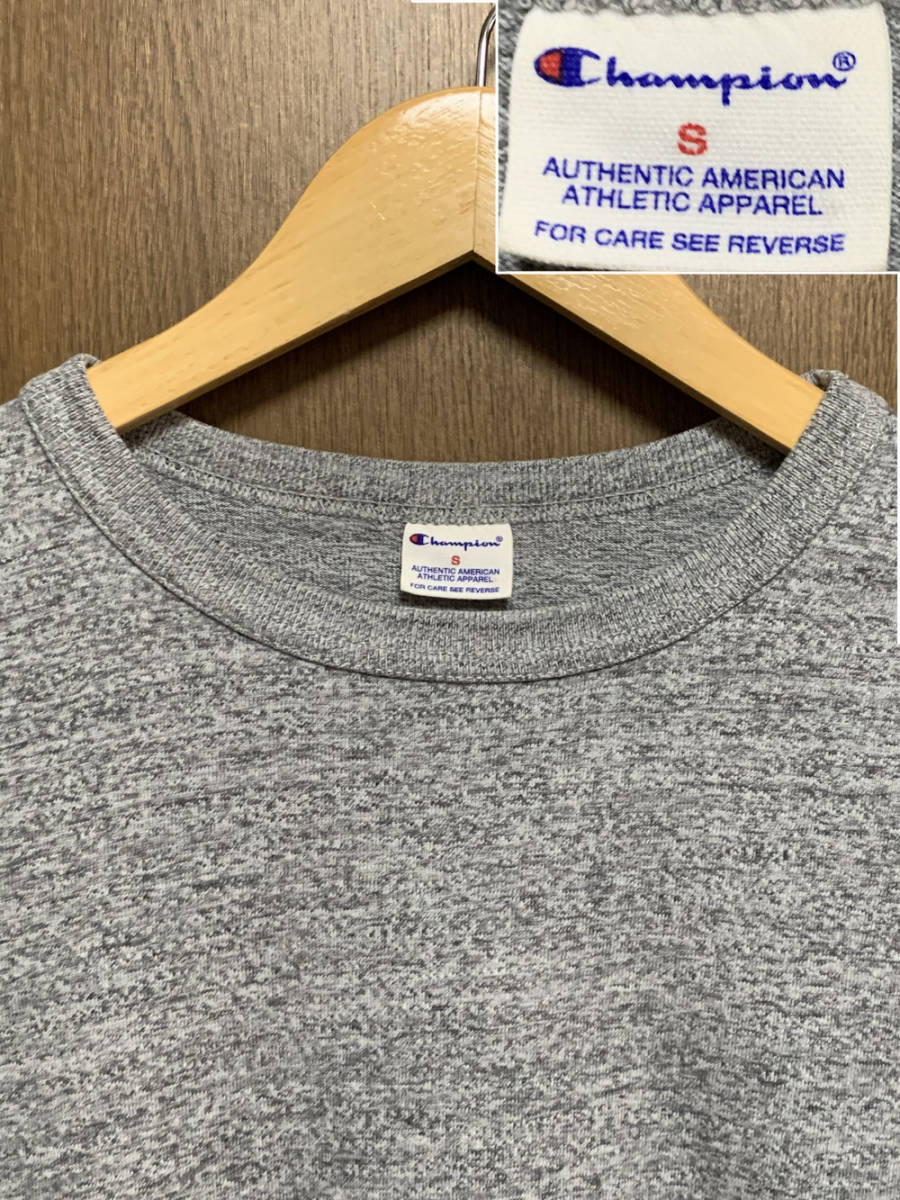 Champion®
S
AUTHENTIC AMERICAN
ATHLETIC APPAREL
FOR CARE SEE REVERSE
Champion®
S
AUTHENTIC AMERICAN
ATHLETIC APPAREL
FOR CARE SEE REVERSE